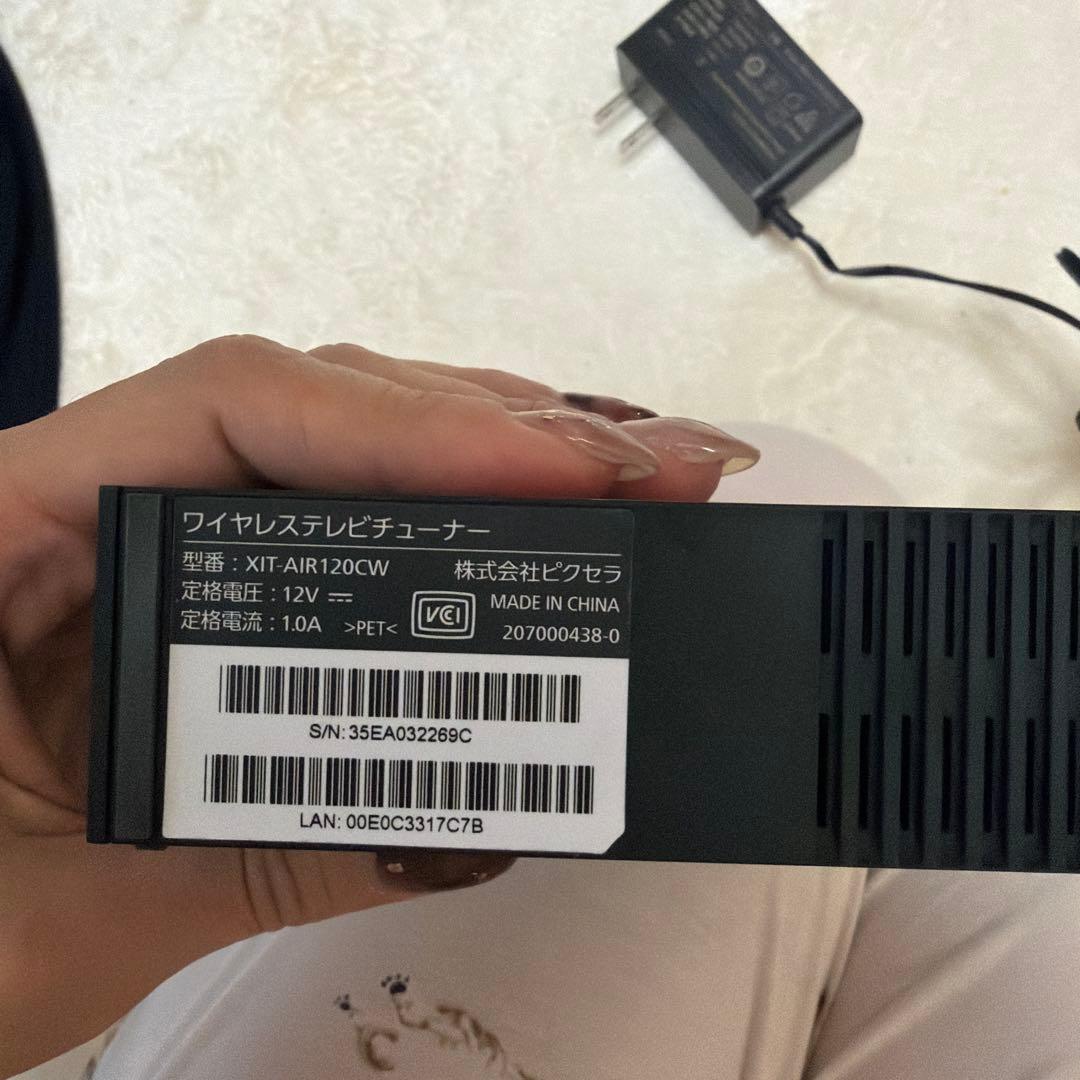 ワイヤレステレビチューナー
型番：XIT-AIR120CW
株式会社ピクセラ
定格電圧：12V
MADE IN CHINA
定格電流：1.0A >PET<
VCCI
207000438-0
S/N: 35EA032269C
LAN: 00E0C3317C7B